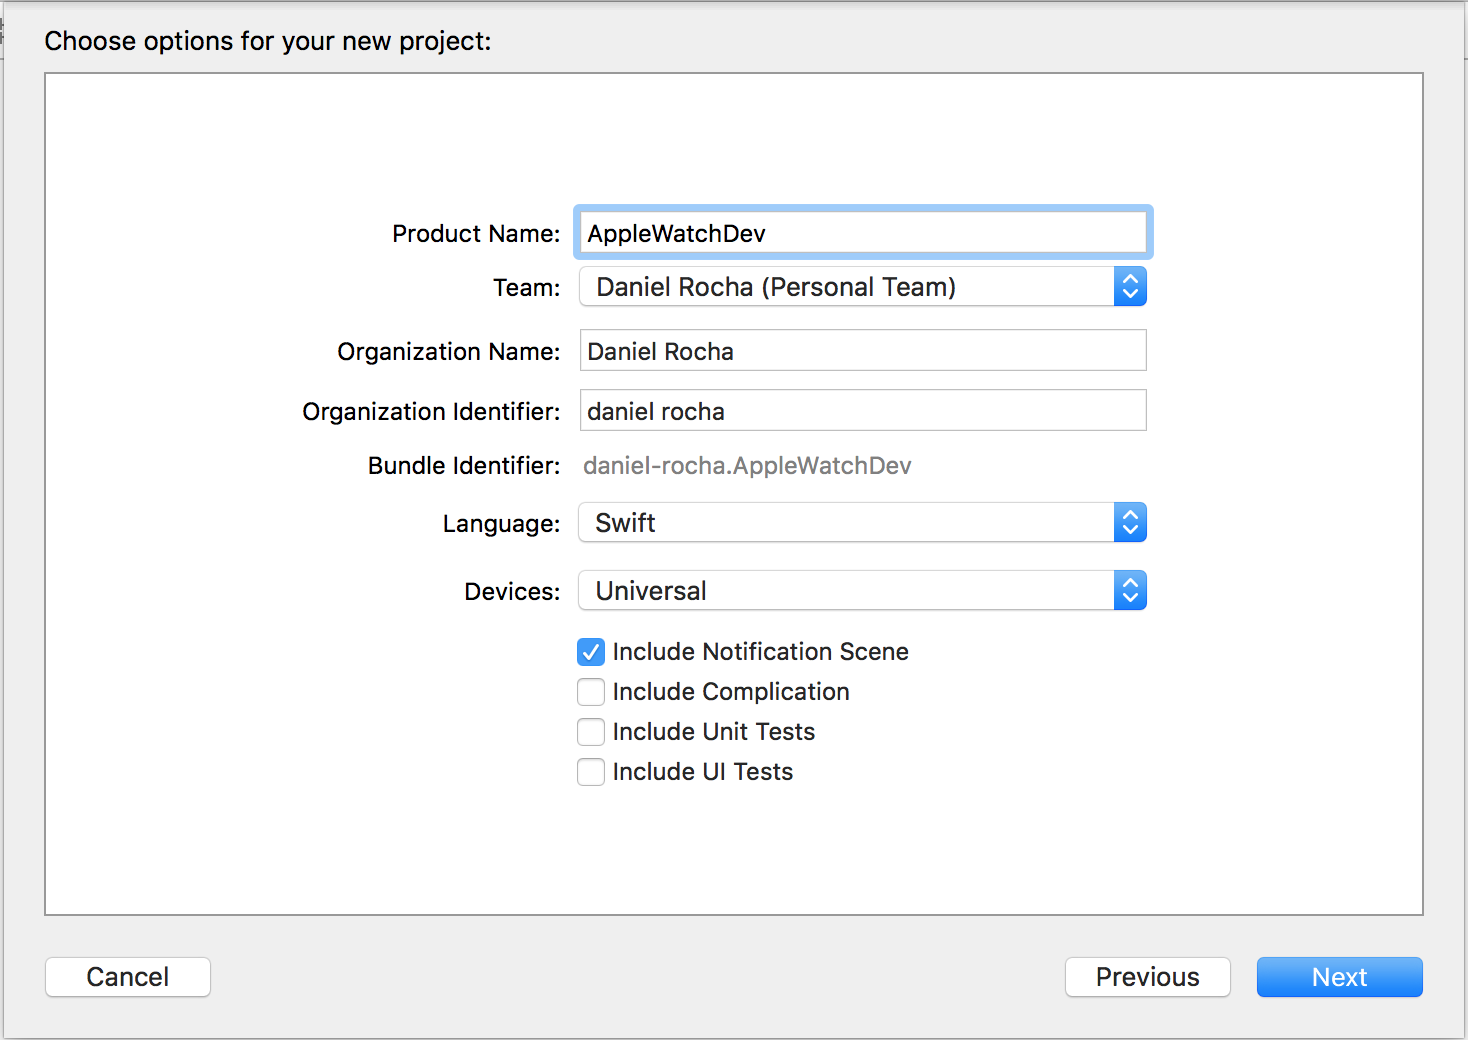 Choose options for your new project:
Product Name: AppleWatchDev
Team: Daniel Rocha (Personal Team)
Organization Name: Daniel Rocha
Organization Identifier: daniel rocha
Bundle Identifier: daniel-rocha.AppleWatchDev
Language: Swift
Devices: Universal
Include Notification Scene
Include Complication
Include Unit Tests
Include UI Tests
Cancel Previous Next